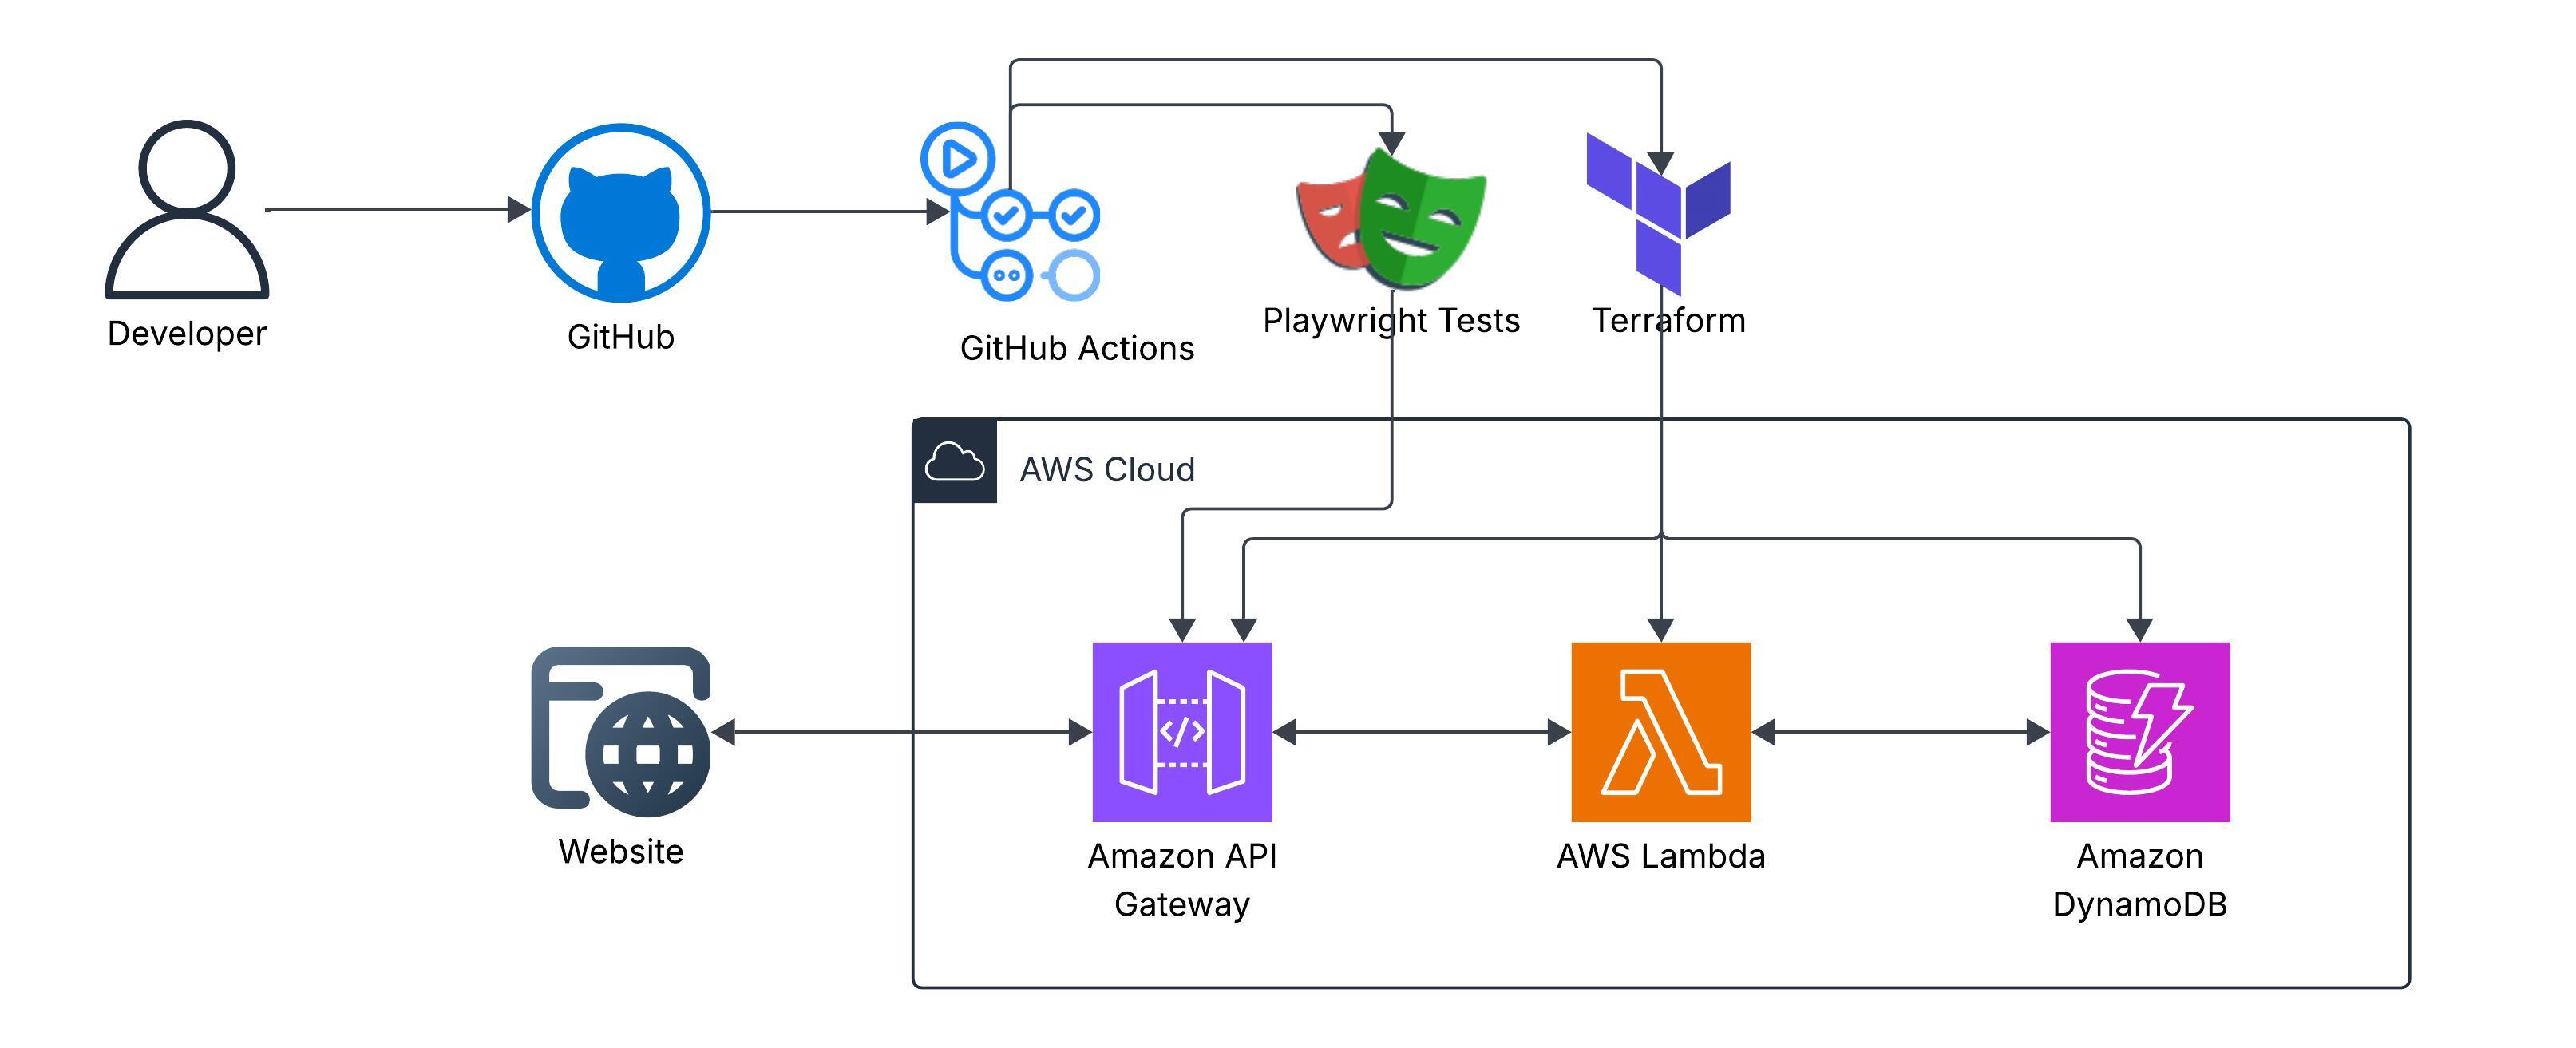 Developer
GitHub
GitHub Actions
Playwright Tests
Terraform
AWS Cloud
Website
Amazon API
Gateway
AWS Lambda
Amazon
DynamoDB